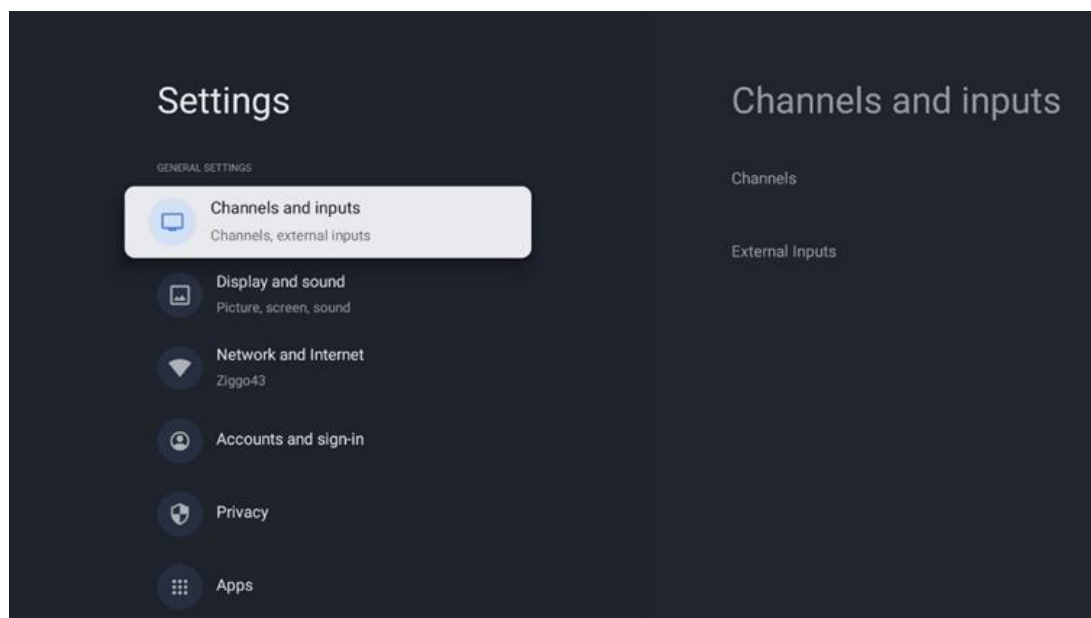 Settings
GENERAL SETTINGS
Channels and inputs
Channels, external inputs
Display and sound
Picture, screen, sound
Network and Internet
Ziggo43
Accounts and sign-in
Privacy
Apps
Channels and inputs
Channels
External Inputs